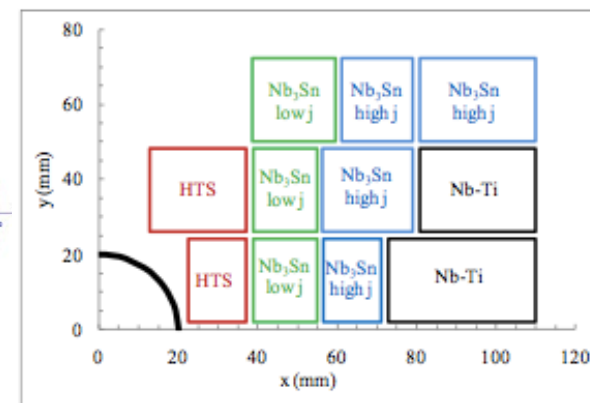 80
60
40
20
0
y (mm)
Nb₃Sn
low j
Nb₃Sn
high j
Nb₃Sn
high j
HTS
Nb₃Sn
low j
Nb₃Sn
high j
Nb-Ti
HTS
Nb₃Sn
low j
Nb₃Sn
high j
Nb-Ti
0 20 40 60 80 100 120
x (mm)